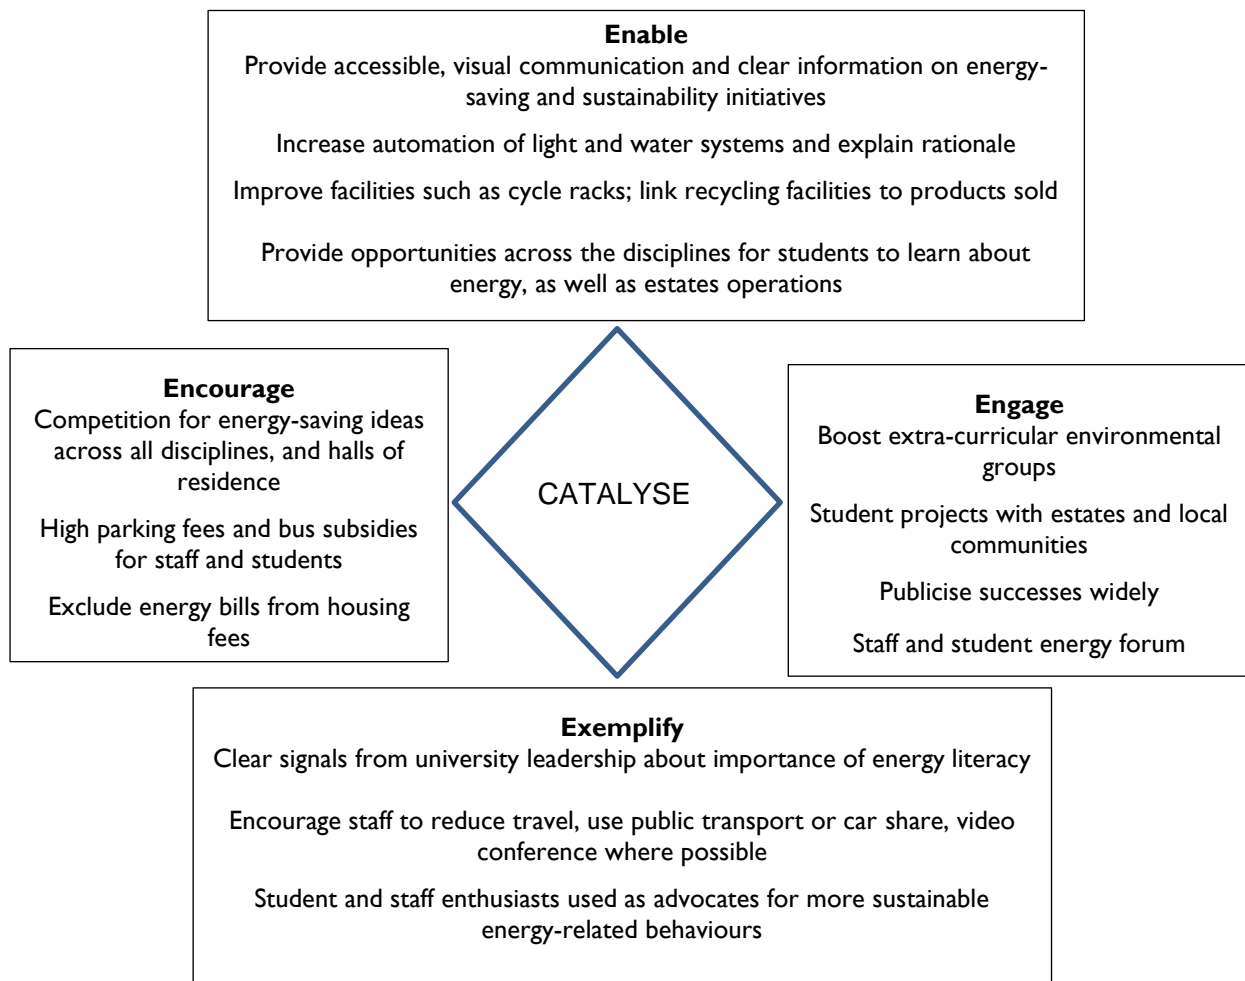 Enable
Provide accessible, visual communication and clear information on energy-
saving and sustainability initiatives
Increase automation of light and water systems and explain rationale
Improve facilities such as cycle racks; link recycling facilities to products sold
Provide opportunities across the disciplines for students to learn about
energy, as well as estates operations
Encourage
Competition for energy-saving ideas
across all disciplines, and halls of
residence
High parking fees and bus subsidies
for staff and students
Exclude energy bills from housing
fees
CATALYSE
Engage
Boost extra-curricular environmental
groups
Student projects with estates and local
communities
Publicise successes widely
Staff and student energy forum
Exemplify
Clear signals from university leadership about importance of energy literacy
Encourage staff to reduce travel, use public transport or car share, video
conference where possible
Student and staff enthusiasts used as advocates for more sustainable
energy-related behaviours